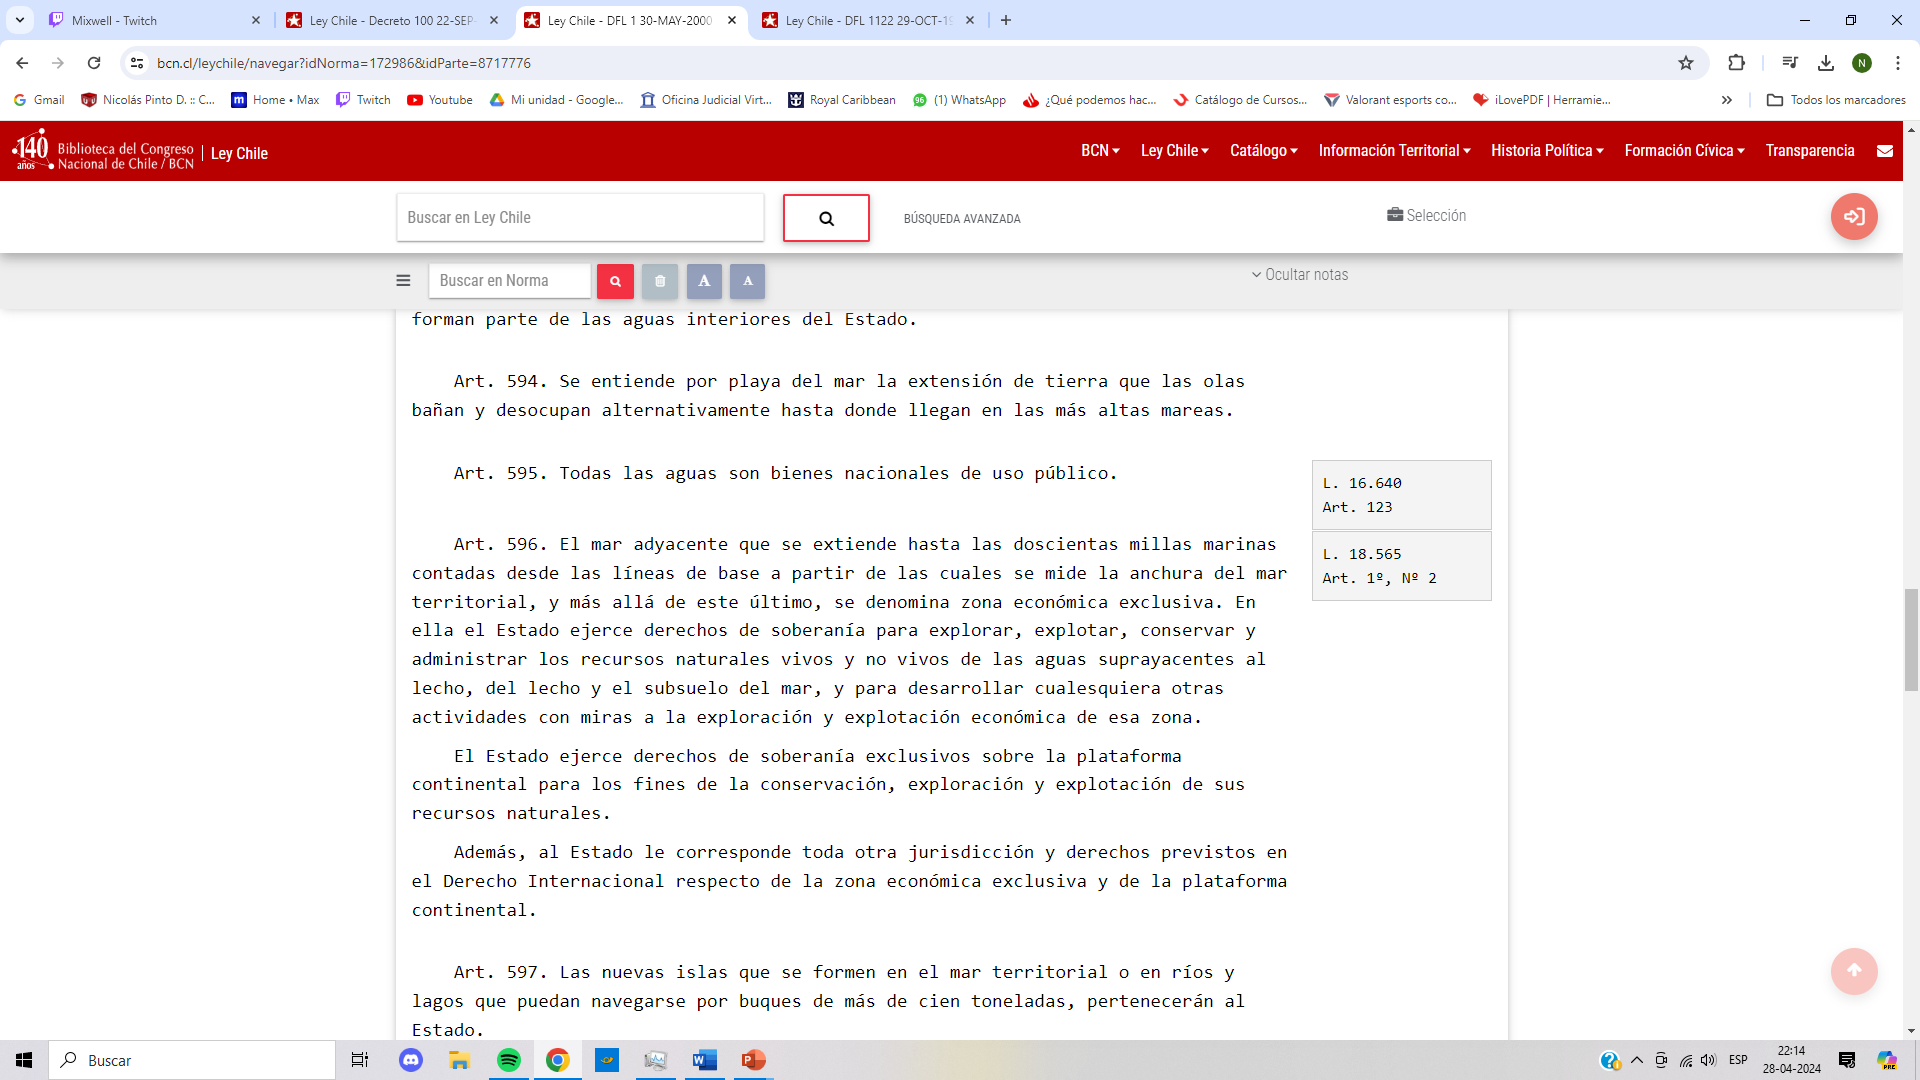 Mixwell - Twitch
Ley Chile - Decreto 100 22-SEP-
Ley Chile - DFL 1 30-MAY-2000
Ley Chile - DFL 1122 29-OCT-19
bcn.cl/leychile/navegar?idNorma=172986&idParte=8717776
N
Gmail
Nicolás Pinto D. :: C...
Home • Max
Twitch
Youtube
Mi unidad - Google...
Oficina Judicial Virt...
Royal Caribbean
(1) WhatsApp
¿Qué podemos hac...
Catálogo de Cursos...
Valorant esports co...
iLovePDF | Herramie...
Todos los marcadores
140 años
Biblioteca del Congreso
Nacional de Chile / BCN
Ley Chile
BCN
Ley Chile
Catálogo
Información Territorial
Historia Política
Formación Cívica
Transparencia
Buscar en Ley Chile
BÚSQUEDA AVANZADA
Selección
Buscar en Norma
A
A
Ocultar notas
forman parte de las aguas interiores del Estado.
Art. 594. Se entiende por playa del mar la extensión de tierra que las olas
bañan y desocupan alternativamente hasta donde llegan en las más altas mareas.
Art. 595. Todas las aguas son bienes nacionales de uso público.
L. 16.640
Art. 123
Art. 596. El mar adyacente que se extiende hasta las doscientas millas marinas
contadas desde las líneas de base a partir de las cuales se mide la anchura del mar
territorial, y más allá de este último, se denomina zona económica exclusiva. En
ella el Estado ejerce derechos de soberanía para explorar, explotar, conservar y
administrar los recursos naturales vivos y no vivos de las aguas suprayacentes al
lecho, del lecho y el subsuelo del mar, y para desarrollar cualesquiera otras
actividades con miras a la exploración y explotación económica de esa zona.
L. 18.565
Art. 1º, Nº 2
El Estado ejerce derechos de soberanía exclusivos sobre la plataforma
continental para los fines de la conservación, exploración y explotación de sus
recursos naturales.
Además, al Estado le corresponde toda otra jurisdicción y derechos previstos en
el Derecho Internacional respecto de la zona económica exclusiva y de la plataforma
continental.
Art. 597. Las nuevas islas que se formen en el mar territorial o en ríos y
lagos que puedan navegarse por buques de más de cien toneladas, pertenecerán al
Estado.
Buscar
ESP
22:14
28-04-2024
PRE